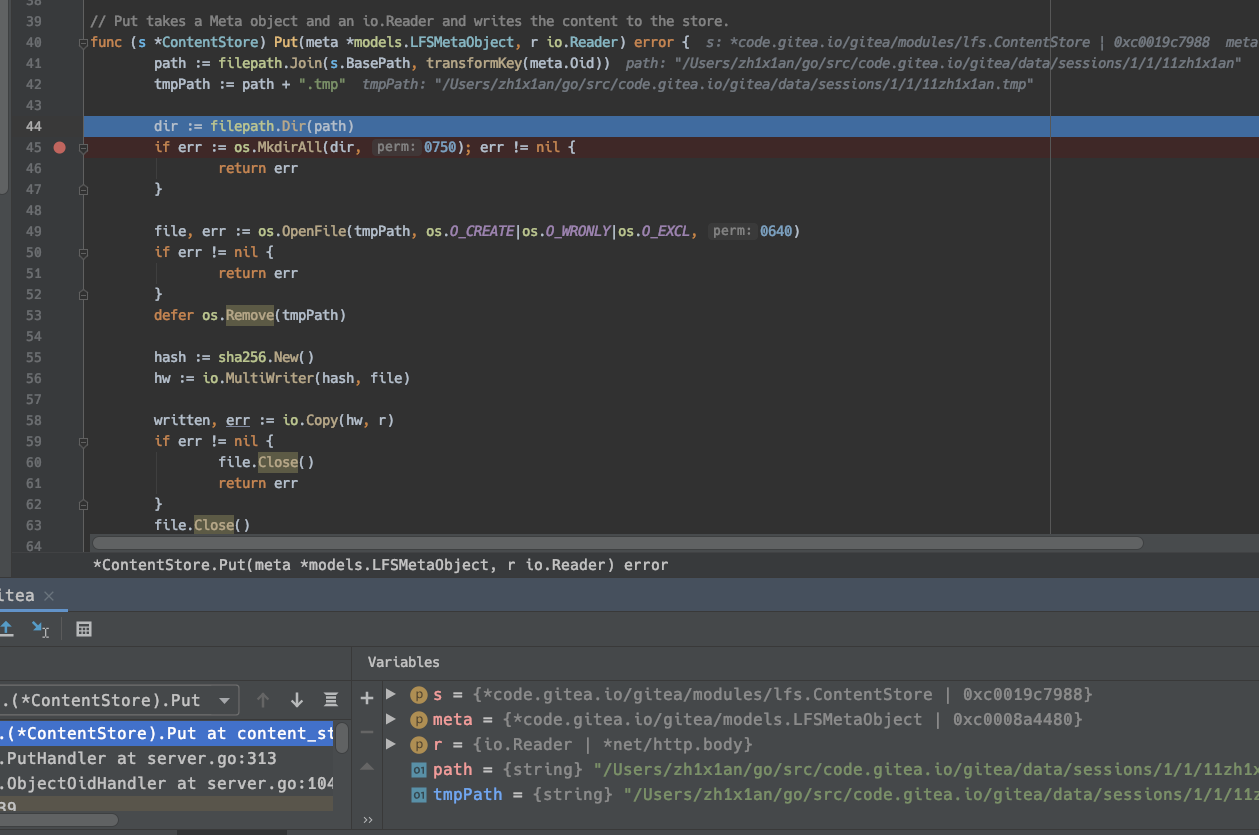 38
39 // Put takes a Meta object and an io.Reader and writes the content to the store.
40 func (s *ContentStore) Put(meta *models.LFSMetaObject, r io.Reader) error { s: *code.gitea.io/gitea/modules/lfs.ContentStore | 0xc0019c7988 meta
41 path := filepath.Join(s.BasePath, transformKey(meta.Oid)) path: "/Users/zh1x1an/go/src/code.gitea.io/gitea/data/sessions/1/1/11zh1x1an"
42 tmpPath := path + ".tmp" tmpPath: "/Users/zh1x1an/go/src/code.gitea.io/gitea/data/sessions/1/1/11zh1x1an.tmp"
43
44 dir := filepath.Dir(path)
45 if err := os.MkdirAll(dir, perm: 0750); err != nil {
46 return err
47 }
48
49 file, err := os.OpenFile(tmpPath, os.O_CREATE|os.O_WRONLY|os.O_EXCL, perm: 0640)
50 if err != nil {
51 return err
52 }
53 defer os.Remove(tmpPath)
54
55 hash := sha256.New()
56 hw := io.MultiWriter(hash, file)
57
58 written, err := io.Copy(hw, r)
59 if err != nil {
60 file.Close()
61 return err
62 }
63 file.Close()
64
*ContentStore.Put(meta *models.LFSMetaObject, r io.Reader) error
itea ×
Variables
.(*ContentStore).Put
.(*ContentStore).Put at content_st
.PutHandler at server.go:313
.ObjectOidHandler at server.go:104
39
s = {*code.gitea.io/gitea/modules/lfs.ContentStore | 0xc0019c7988}
meta = {*code.gitea.io/gitea/models.LFSMetaObject | 0xc0008a4480}
r = {io.Reader | *net/http.body}
path = {string} "/Users/zh1x1an/go/src/code.gitea.io/gitea/data/sessions/1/1/11zh1x
tmpPath = {string} "/Users/zh1x1an/go/src/code.gitea.io/gitea/data/sessions/1/1/11z